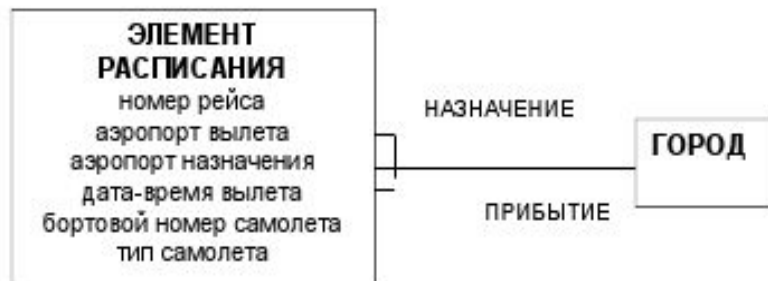 ЭЛЕМЕНТ
РАСПИСАНИЯ
номер рейса
аэропорт вылета
аэропорт назначения
дата-время вылета
бортовой номер самолета
тип самолета
НАЗНАЧЕНИЕ
ГОРОД
ПРИБЫТИЕ